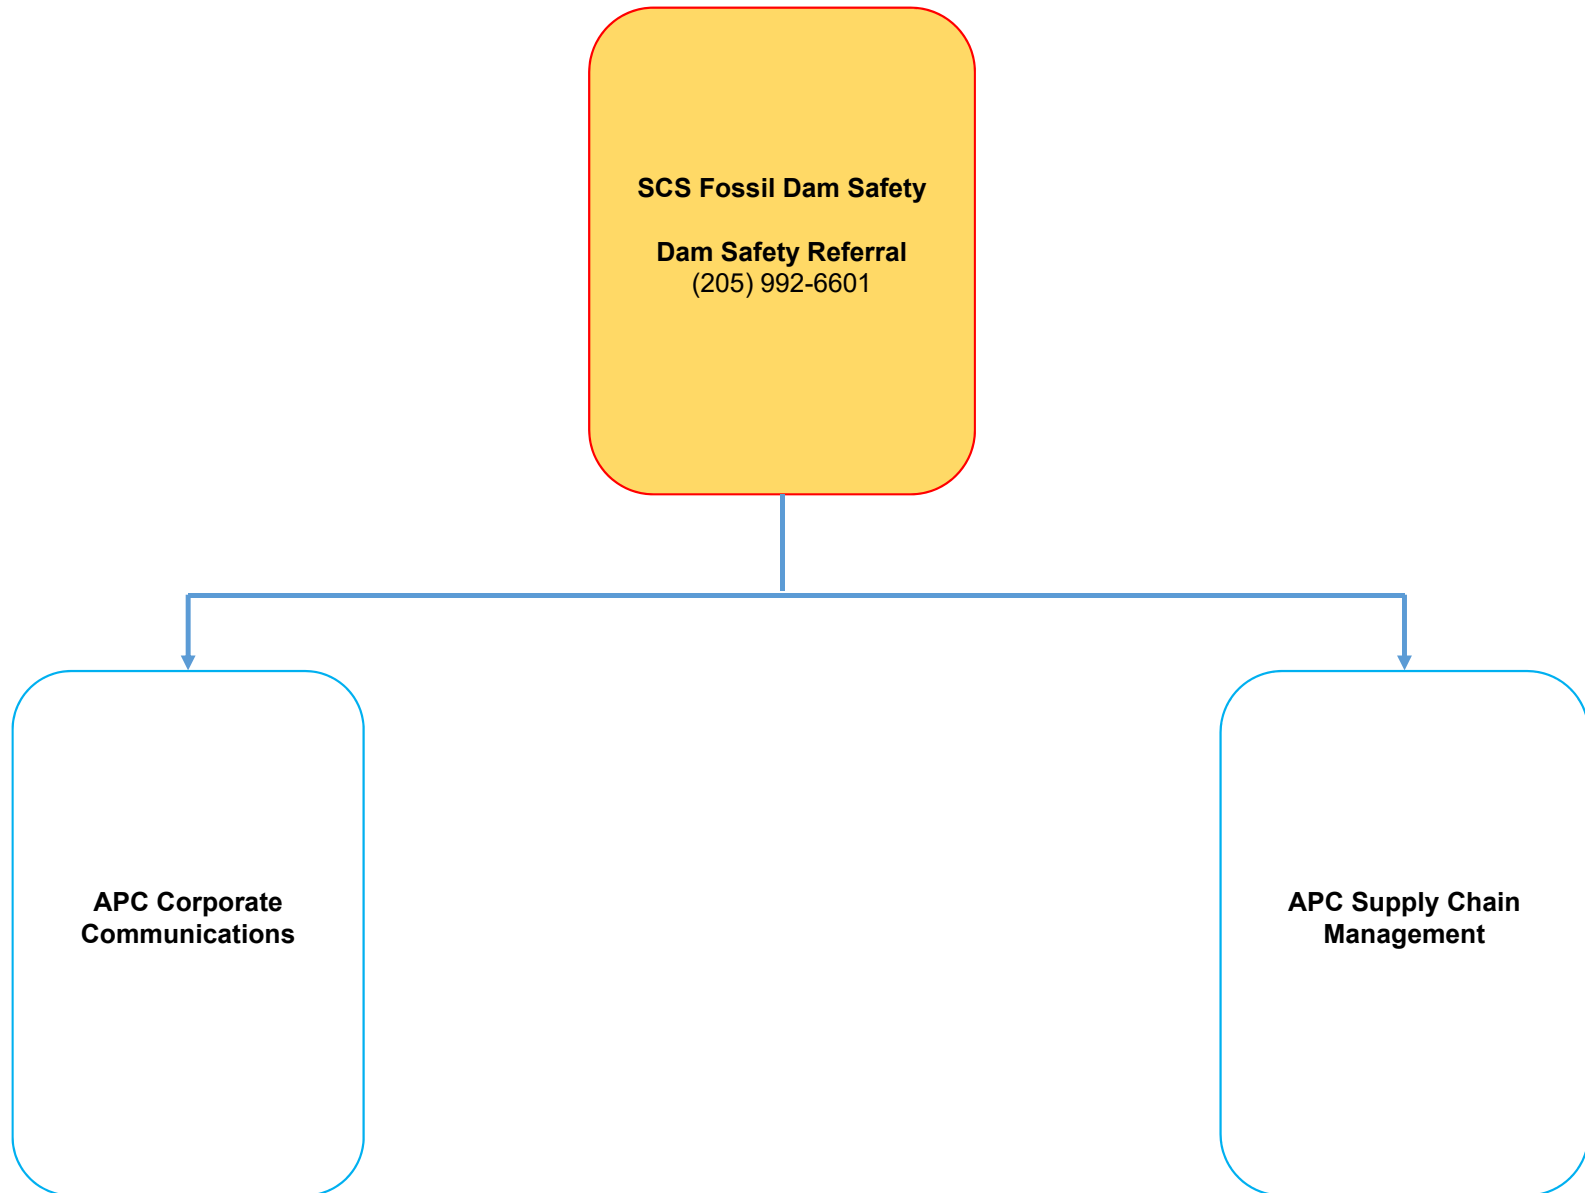 SCS Fossil Dam Safety
Dam Safety Referral
(205) 992-6601
APC Corporate
Communications
APC Supply Chain
Management